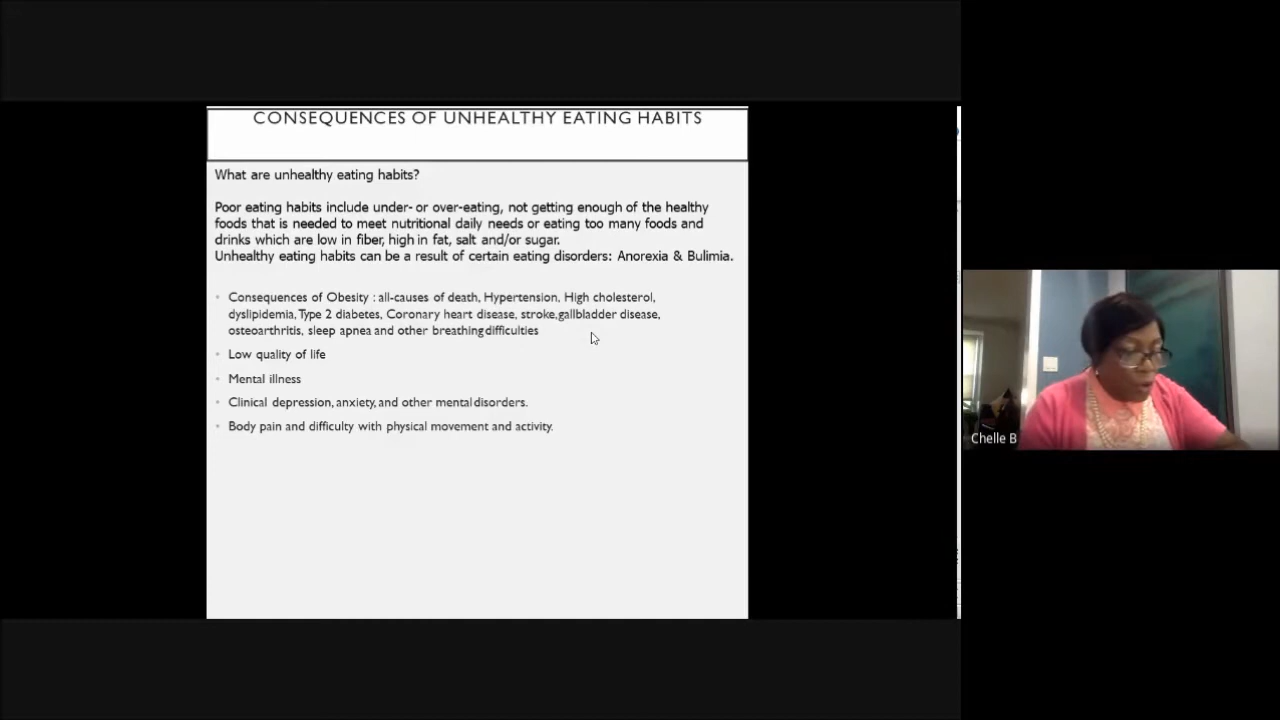 CONSEQUENCES OF UNHEALTHY EATING HABITS
What are unhealthy eating habits?
Poor eating habits include under- or over-eating, not getting enough of the healthy
foods that is needed to meet nutritional daily needs or eating too many foods and
drinks which are low in fiber, high in fat, salt and/or sugar.
Unhealthy eating habits can be a result of certain eating disorders: Anorexia & Bulimia.
• Consequences of Obesity : all-causes of death, Hypertension, High cholesterol,
dyslipidemia, Type 2 diabetes, Coronary heart disease, stroke,gallbladder disease,
osteoarthritis, sleep apnea and other breathingdifficulties
• Low quality of life
• Mental illness
• Clinical depression, anxiety, and other mentaldisorders.
• Body pain and difficulty with physical movement and activity.
Chelle B